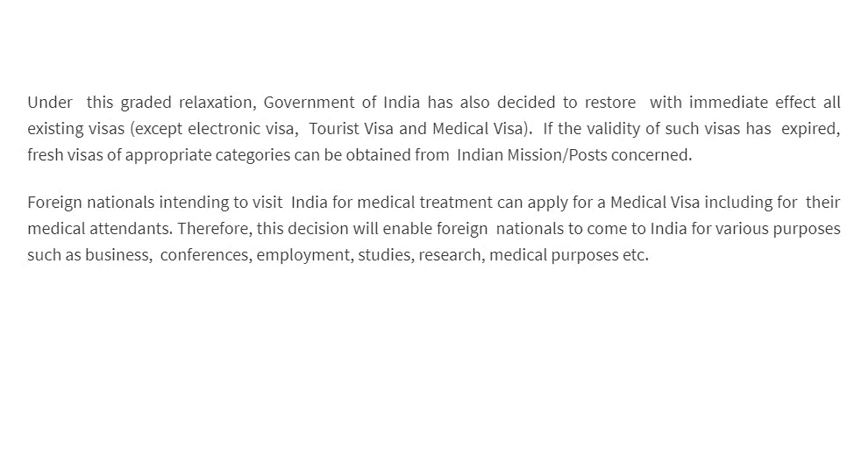 Under this graded relaxation, Government of India has also decided to restore with immediate effect all
existing visas (except electronic visa, Tourist Visa and Medical Visa). If the validity of such visas has expired,
fresh visas of appropriate categories can be obtained from Indian Mission/Posts concerned.
Foreign nationals intending to visit India for medical treatment can apply for a Medical Visa including for their
medical attendants. Therefore, this decision will enable foreign nationals to come to India for various purposes
such as business, conferences, employment, studies, research, medical purposes etc.